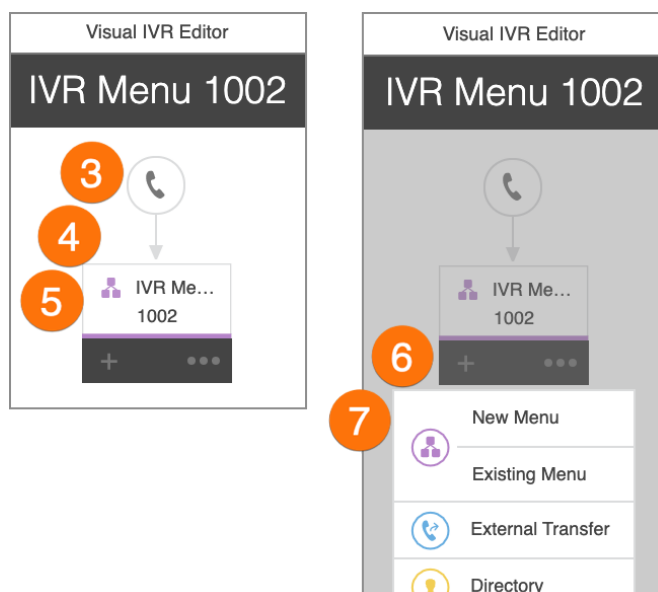 Visual IVR Editor
IVR Menu 1002
3
4
5
IVR Me...
1002
+
Visual IVR Editor
IVR Menu 1002
IVR Me...
1002
6
+
7
New Menu
Existing Menu
External Transfer
Directory